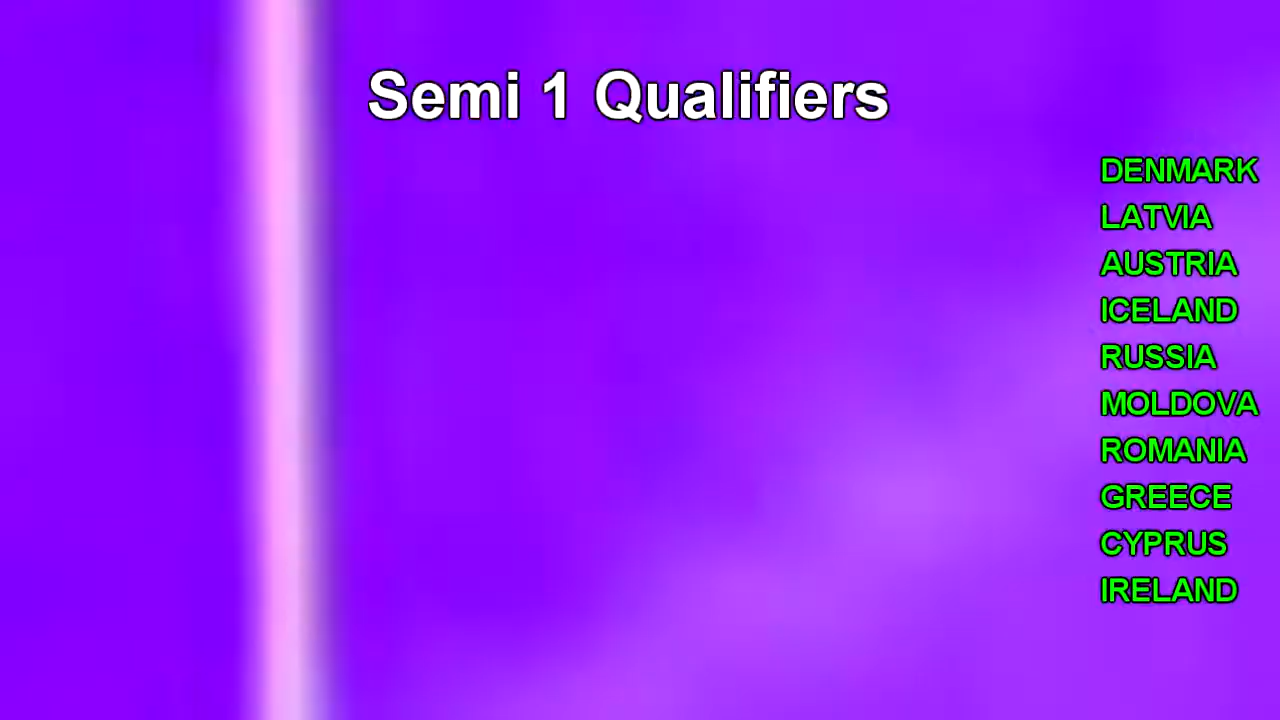 Semi 1 Qualifiers
DENMARK
LATVIA
AUSTRIA
ICELAND
RUSSIA
MOLDOVA
ROMANIA
GREECE
CYPRUS
IRELAND